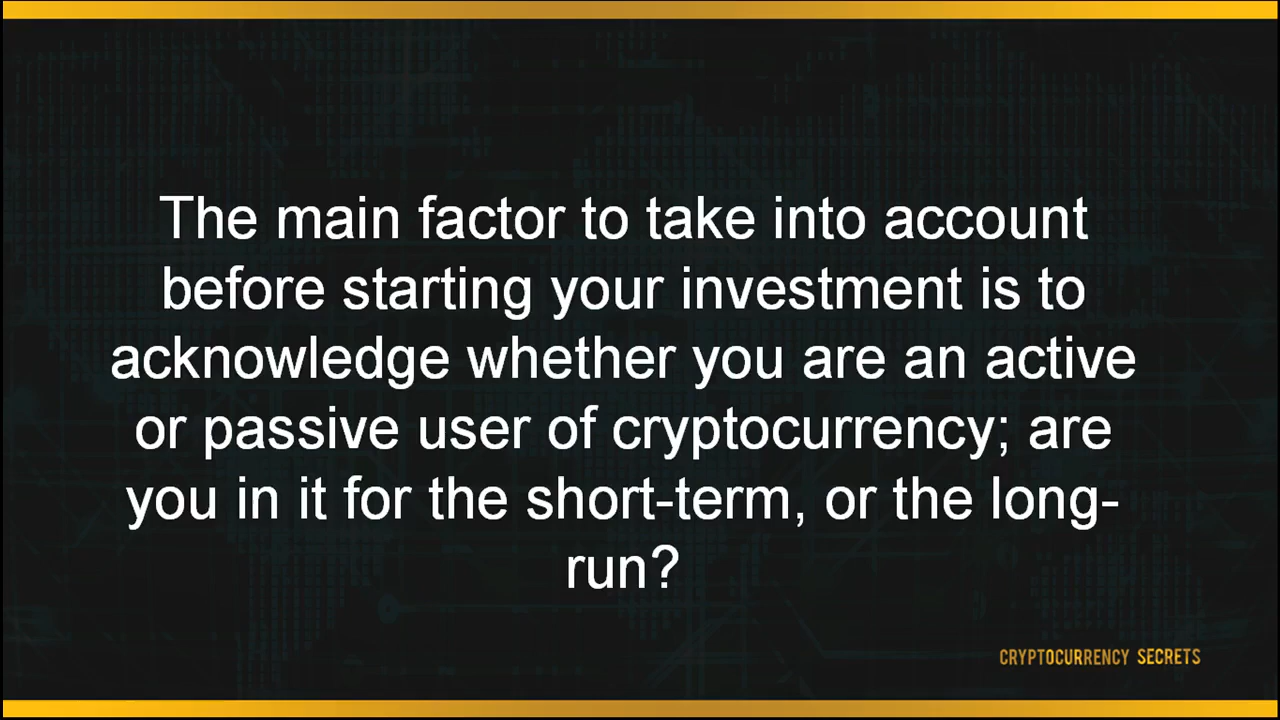 The main factor to take into account
before starting your investment is to
acknowledge whether you are an active
or passive user of cryptocurrency; are
you in it for the short-term, or the long-
run?
CRYPTOCURRENCY SECRETS